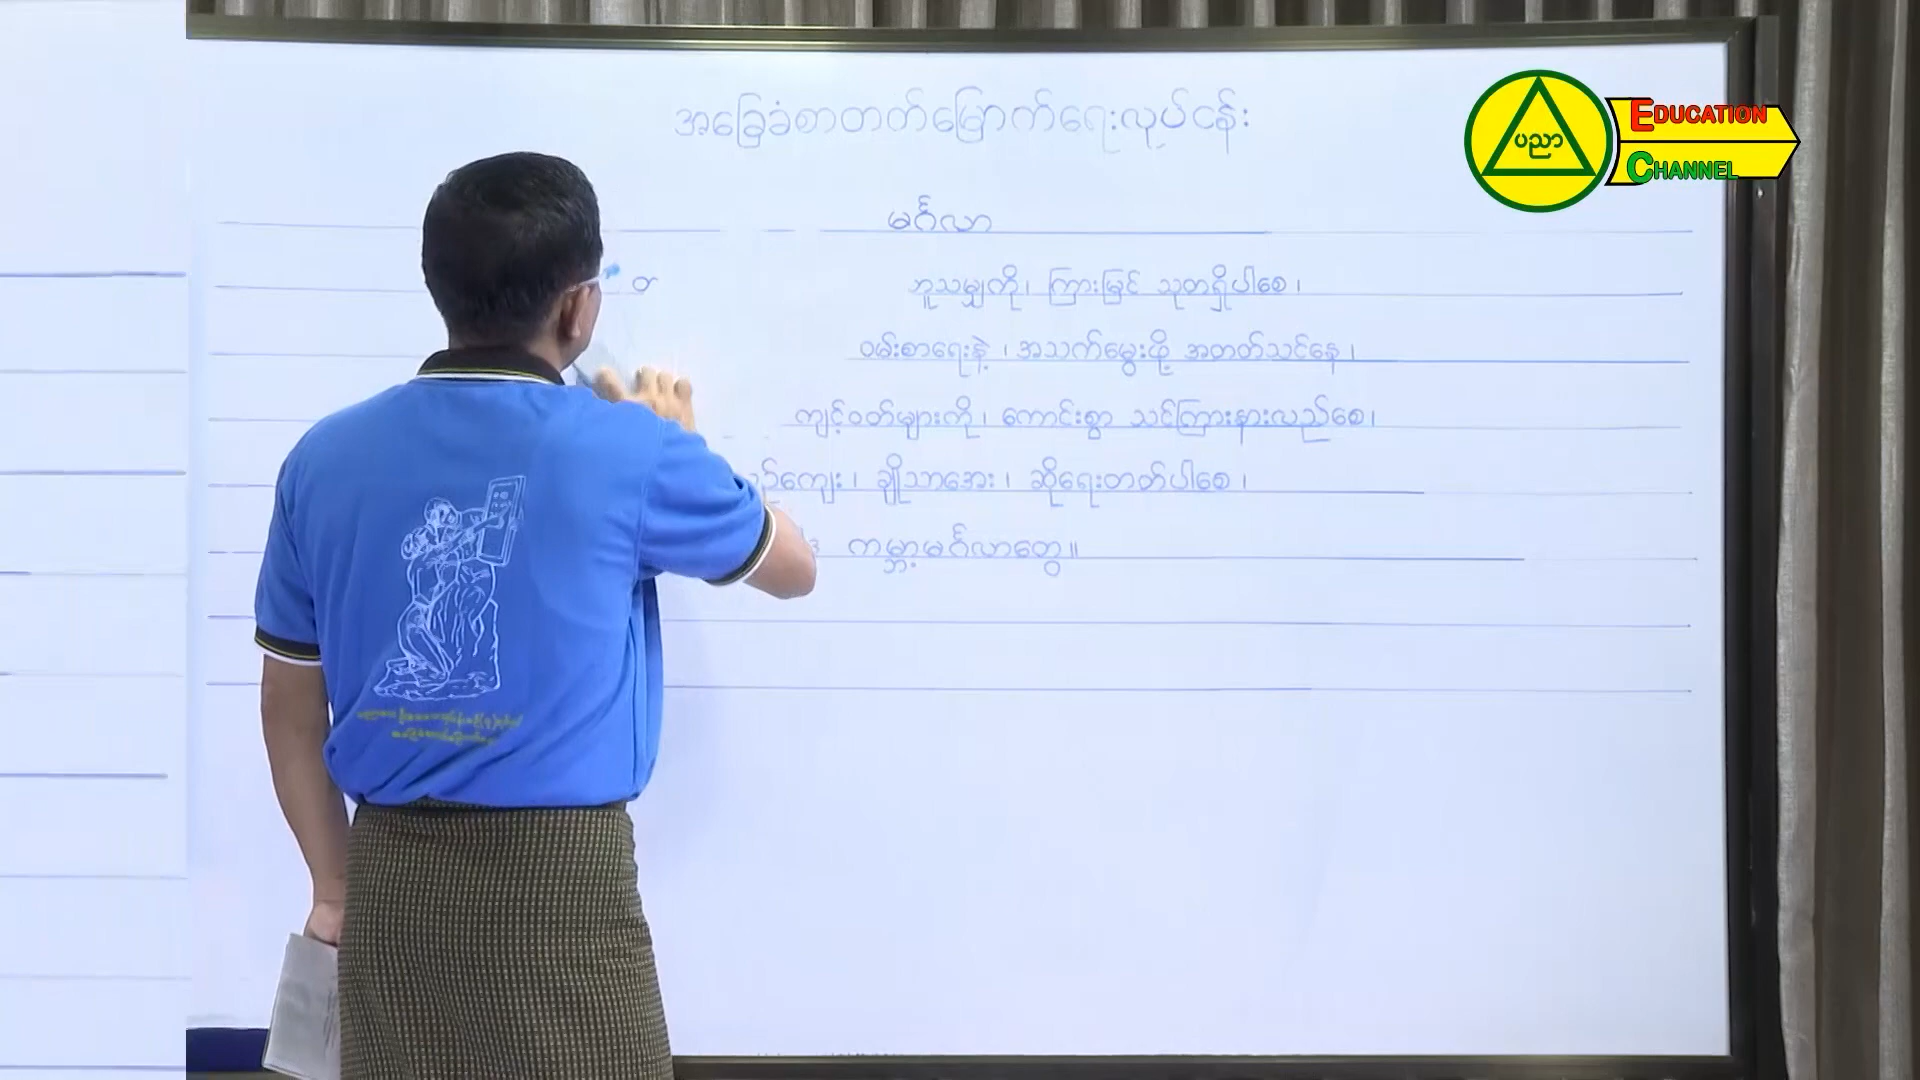 အခြေခံစာတတ်မြောက်ရေးလုပ်ငန်း
မင်္ဂလာ
တ
ဘူသမျှကို၊ ကြားမြင် သုတရှိပါစေ၊
ဝမ်းစာရေးနဲ့ ၊ အသက်မွေးဖို့ အတတ်သင်နေ ၊
ကျင့်ဝတ်များကို၊ ကောင်းစွာ သင်ကြားနားလည်စေ၊
ယဉ်ကျေး၊ ချိုသာအေး ၊ ဆိုရေးတတ်ပါစေ ၊
ကမ္ဘာ့မင်္ဂလာတွေ။
ပညာ
EDUCATION
CHANNEL